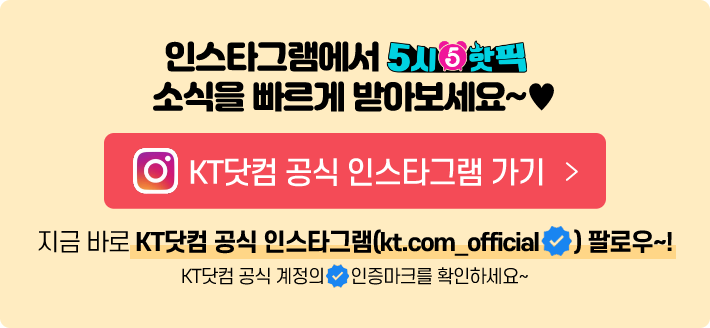 인스타그램에서 5시5핫픽
소식을 빠르게 받아보세요~♥
KT닷컴 공식 인스타그램 가기 >
지금 바로 KT닷컴 공식 인스타그램(kt.com_official✔) 팔로우~!
KT닷컴 공식 계정의✔인증마크를 확인하세요~